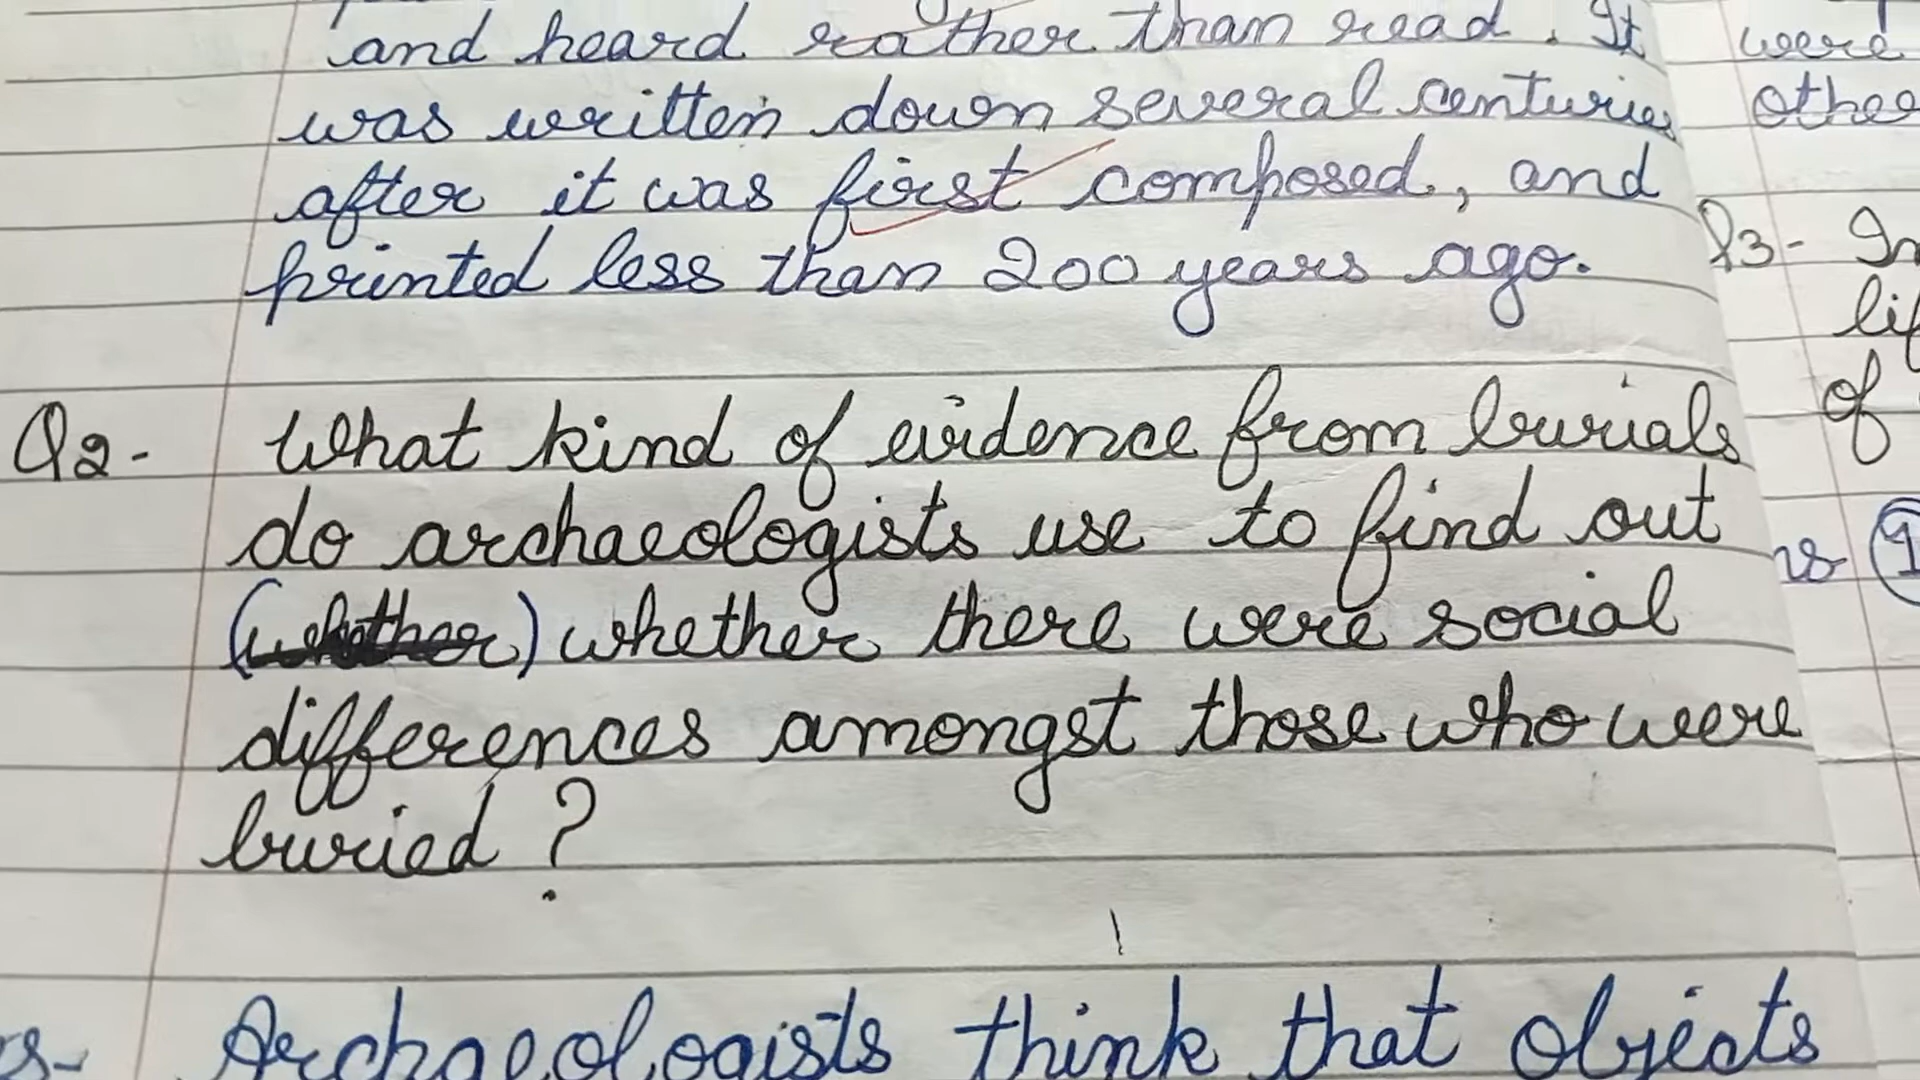 and heard rather than read. It
was written down several centuries
after it was first composed, and
printed less than 200 years ago.
Q2- What kind of evidence from burials
do archaeologists use to find out
(whether) whether there were social
differences amongst those who were
buried?
Archaeologists think that objects
were
other
Q3- In
of